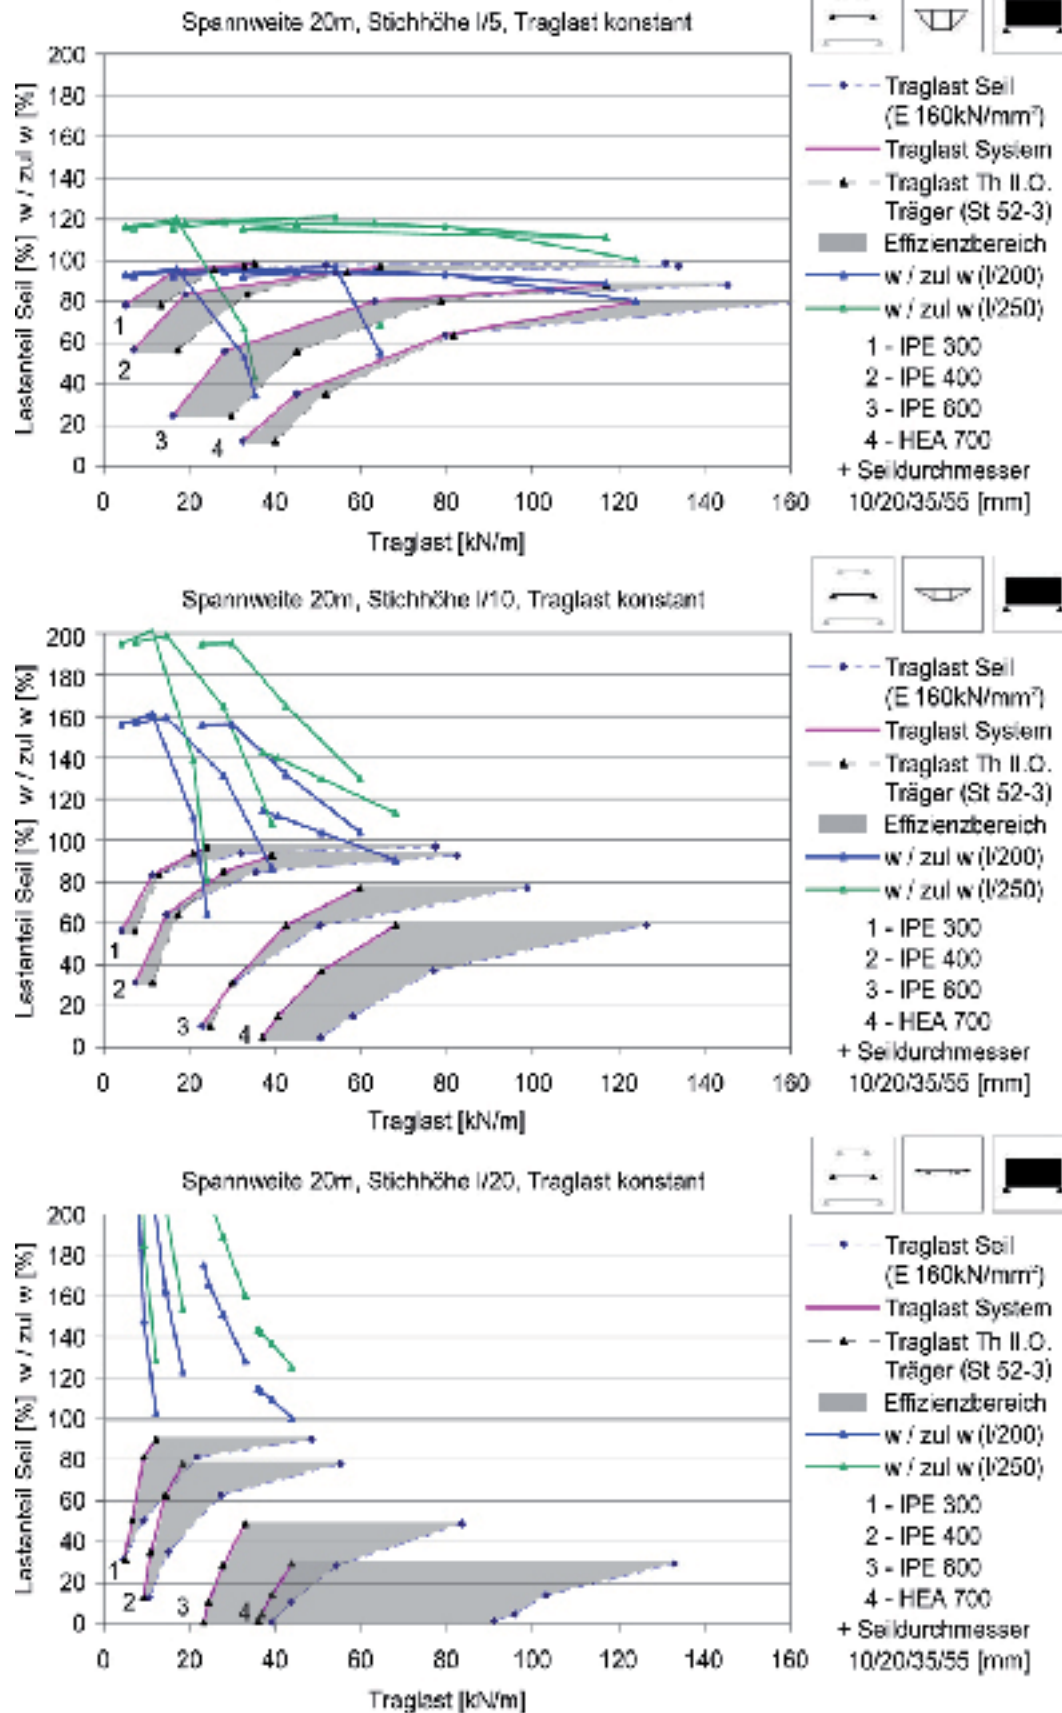 Spannweite 20m, Stichhöhe l/5, Traglast konstant
200
180
160
140
120
100
80
60
40
20
0
Lastanteil Seil [%] w / zul w [%]
1
2
3
4
0 20 40 60 80 100 120 140 160
Traglast [kN/m]
Traglast Seil
(E 160kN/mm²)
Traglast System
Traglast Th II.O.
Träger (St 52-3)
Effizienzbereich
w / zul w (l/200)
w / zul w (l/250)
1 - IPE 300
2 - IPE 400
3 - IPE 600
4 - HEA 700
+ Seildurchmesser
10/20/35/55 [mm]
Spannweite 20m, Stichhöhe l/10, Traglast konstant
200
180
160
140
120
100
80
60
40
20
0
Lastanteil Seil [%] w / zul w [%]
1
2
3
4
0 20 40 60 80 100 120 140 160
Traglast [kN/m]
Traglast Seil
(E 160kN/mm²)
Traglast System
Traglast Th II.O.
Träger (St 52-3)
Effizienzbereich
w / zul w (l/200)
w / zul w (l/250)
1 - IPE 300
2 - IPE 400
3 - IPE 600
4 - HEA 700
+ Seildurchmesser
10/20/35/55 [mm]
Spannweite 20m, Stichhöhe l/20, Traglast konstant
200
180
160
140
120
100
80
60
40
20
0
Lastanteil Seil [%] w / zul w [%]
1
2
3
4
0 20 40 60 80 100 120 140 160
Traglast [kN/m]
Traglast Seil
(E 160kN/mm²)
Traglast System
Traglast Th II.O.
Träger (St 52-3)
Effizienzbereich
w / zul w (l/200)
w / zul w (l/250)
1 - IPE 300
2 - IPE 400
3 - IPE 600
4 - HEA 700
+ Seildurchmesser
10/20/35/55 [mm]